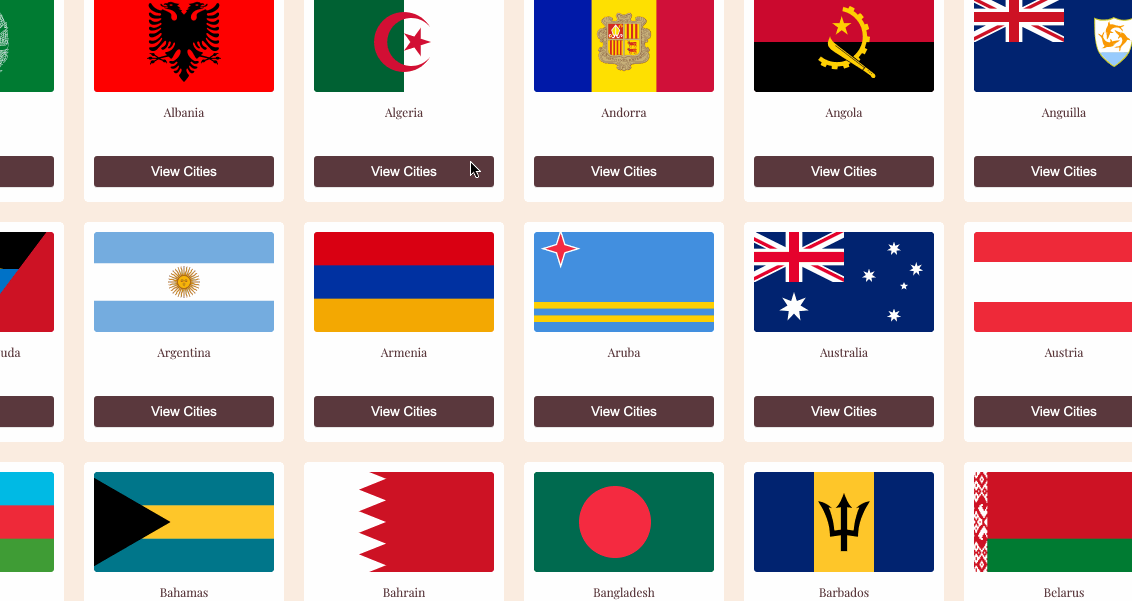 Albania
Algeria
Andorra
Angola
Anguilla
View Cities
View Cities
View Cities
View Cities
View Cities
uda
Argentina
Armenia
Aruba
Australia
Austria
View Cities
View Cities
View Cities
View Cities
View Cities
Bahamas
Bahrain
Bangladesh
Barbados
Belarus